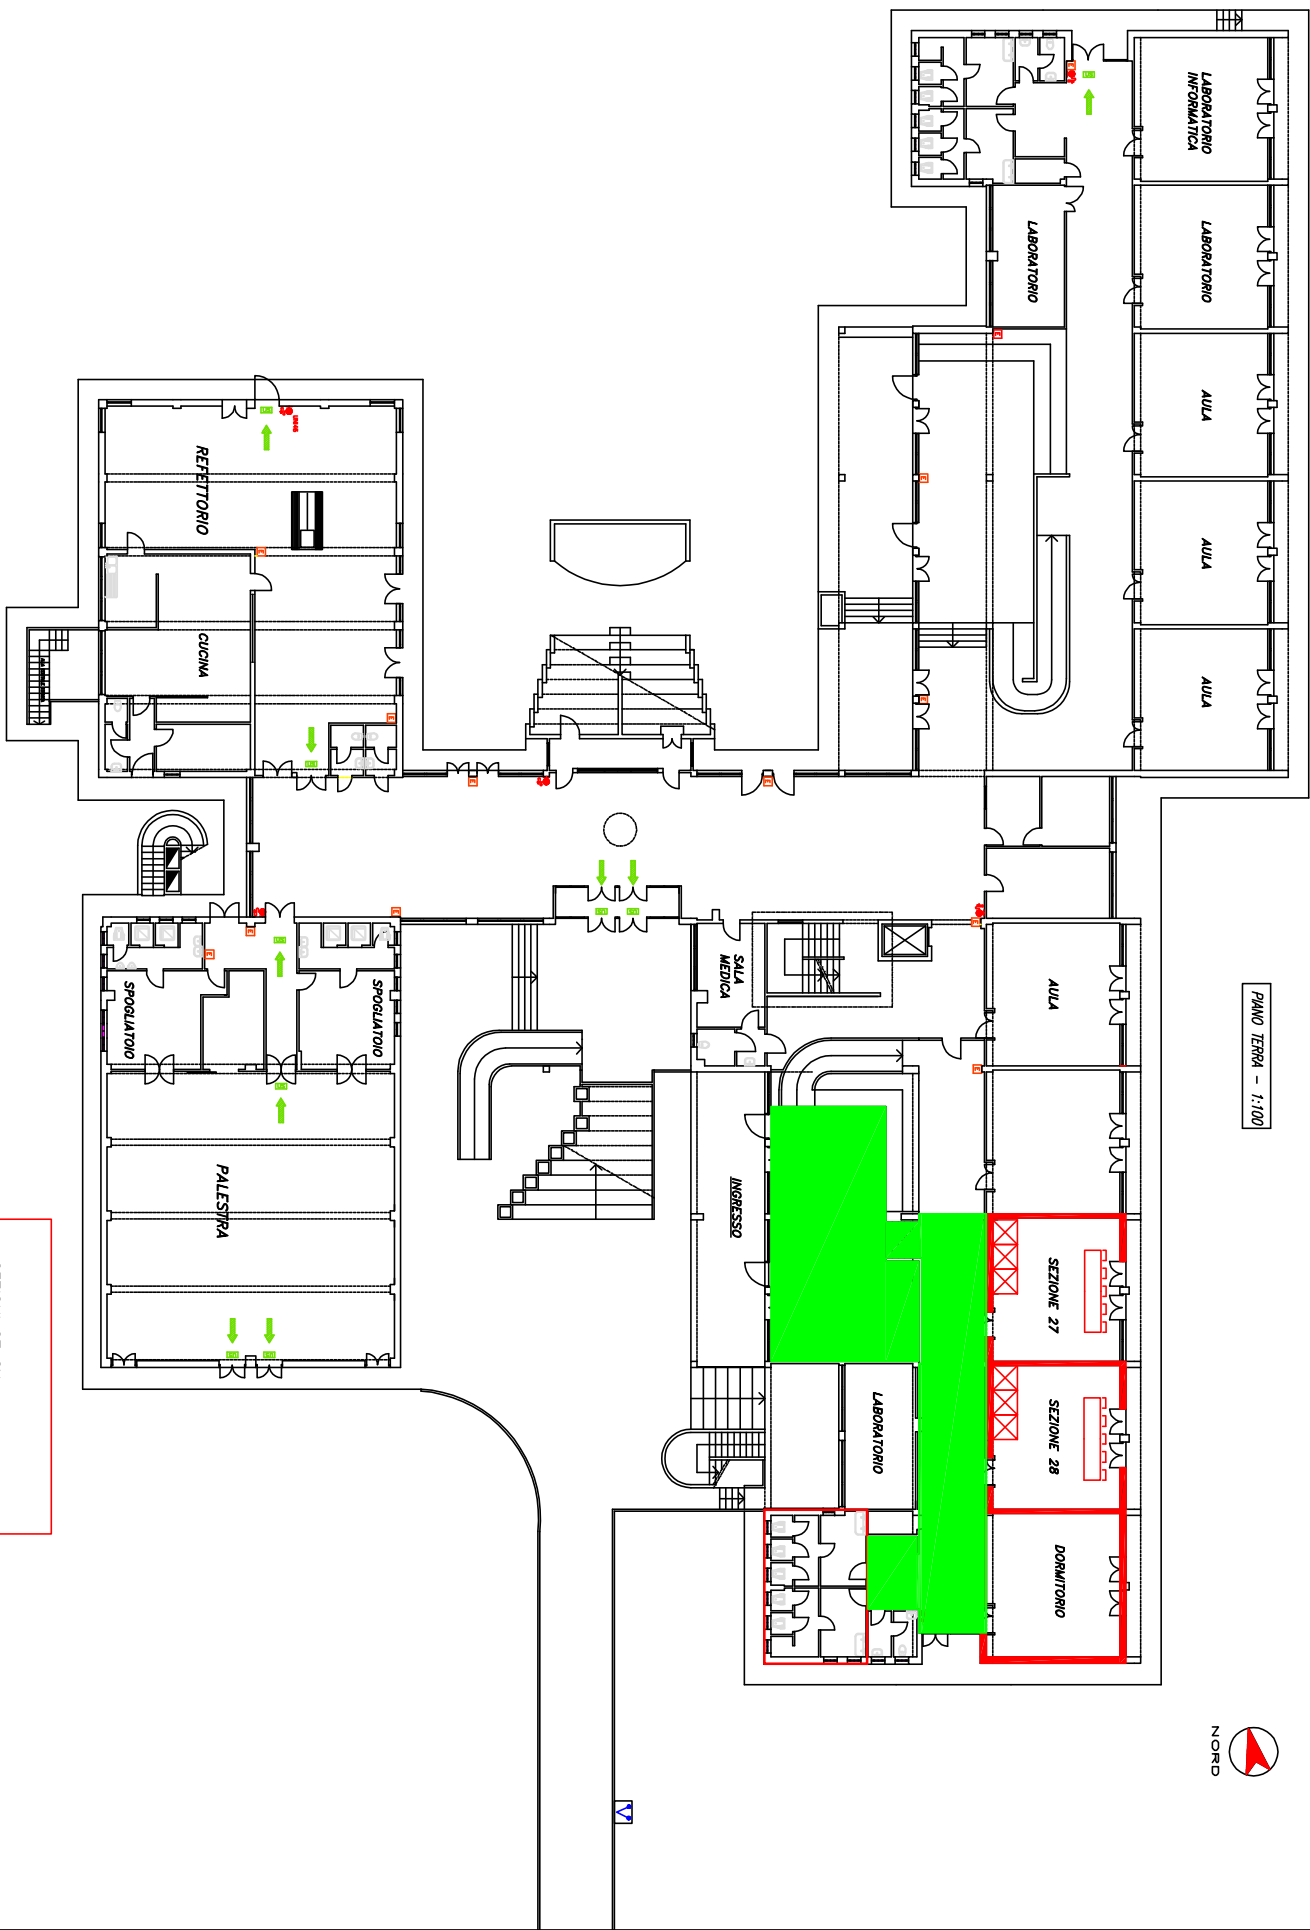 PIANO TERRA - 1:100
LABORATORIO
INFORMATICA
LABORATORIO
AULA
AULA
AULA
LABORATORIO
REFETTORIO
CUCINA
SALA
MEDICA
AULA
SPOGLIATOIO
SPOGLIATOIO
PALESTRA
INGRESSO
LABORATORIO
SEZIONE 27
SEZIONE 28
DORMITORIO
NORD
E
E
E
E
E
E
E
E
E
E
E
E
E
E